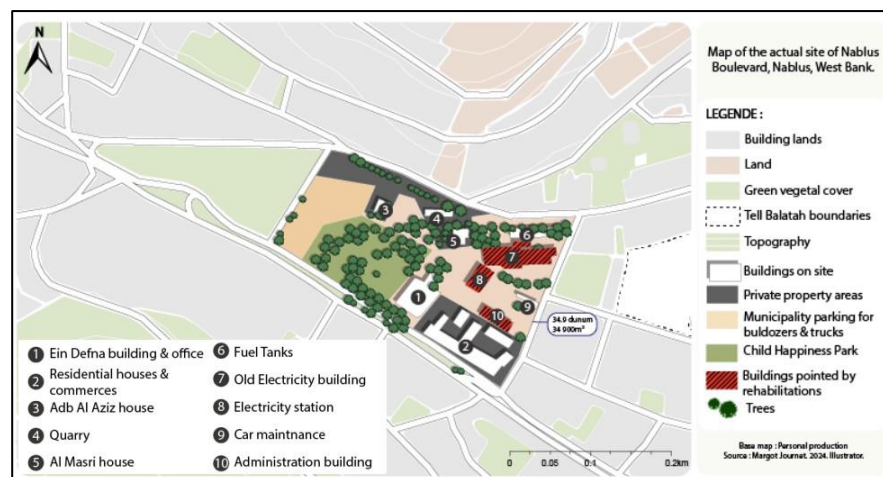 N
Map of the actual site of Nablus
Boulevard, Nablus, West Bank.
LEGENDE :
Building lands
Land
Green vegetal cover
Tell Balatah boundaries
Topography
Buildings on site
Private property areas
Municipality parking for
buldozers & trucks
Child Happiness Park
Buildings pointed by
rehabilitations
Trees
Base map : Personal production
Source : Margot Journet. 2024. Illustrator.
3
4
5
6
7
8
1
9
10
2
34.9 dunum
34 900m²
1 Ein Defna building & office
2 Residential houses &
commerces
3 Adb Al Aziz house
4 Quarry
5 Al Masri house
6 Fuel Tanks
7 Old Electricity building
8 Electricity station
9 Car maintnance
10 Administration building
0 0.05 0.1 0.2km